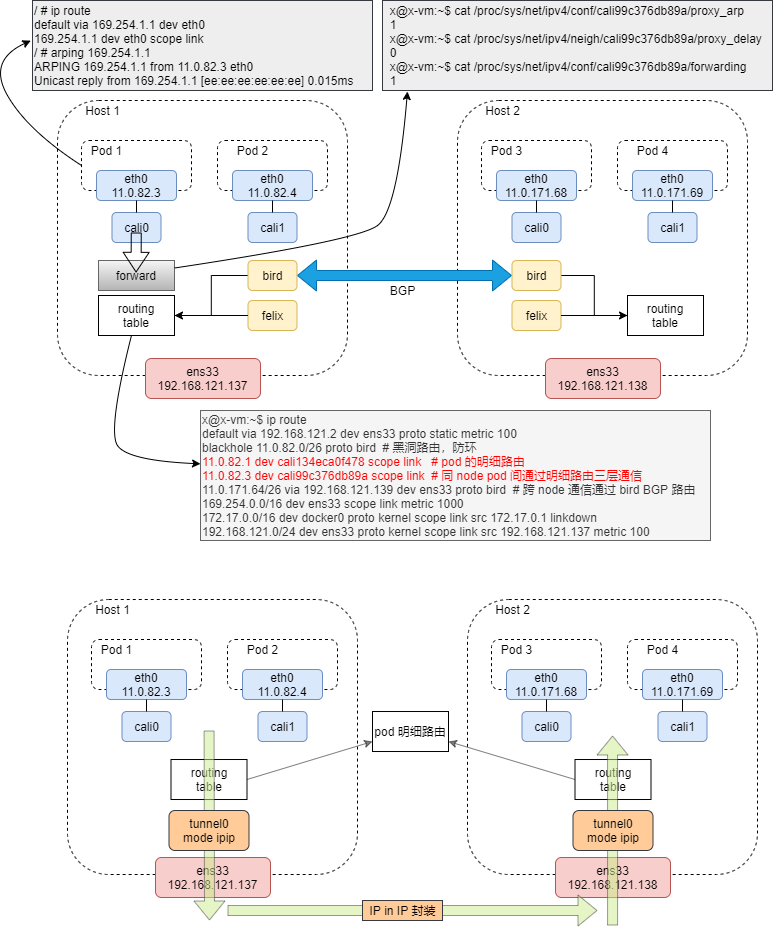 / # ip route
default via 169.254.1.1 dev eth0
169.254.1.1 dev eth0 scope link
/ # arping 169.254.1.1
ARPING 169.254.1.1 from 11.0.82.3 eth0
Unicast reply from 169.254.1.1 [ee:ee:ee:ee:ee:ee] 0.015ms
x@x-vm:~$ cat /proc/sys/net/ipv4/conf/cali99c376db89a/proxy_arp
1
x@x-vm:~$ cat /proc/sys/net/ipv4/neigh/cali99c376db89a/proxy_delay
0
x@x-vm:~$ cat /proc/sys/net/ipv4/conf/cali99c376db89a/forwarding
1
Host 1
Pod 1
eth0
11.0.82.3
cali0
Pod 2
eth0
11.0.82.4
cali1
forward
routing
table
bird
felix
ens33
192.168.121.137
BGP
Host 2
Pod 3
eth0
11.0.171.68
cali0
Pod 4
eth0
11.0.171.69
cali1
bird
felix
routing
table
ens33
192.168.121.138
x@x-vm:~$ ip route
default via 192.168.121.2 dev ens33 proto static metric 100
blackhole 11.0.82.0/26 proto bird # 黑洞路由，防环
11.0.82.1 dev cali134eca0f478 scope link # pod 的明细路由
11.0.82.3 dev cali99c376db89a scope link # 同 node pod 间通过明细路由三层通信
11.0.171.64/26 via 192.168.121.139 dev ens33 proto bird # 跨 node 通信通过 bird BGP 路由
169.254.0.0/16 dev ens33 scope link metric 1000
172.17.0.0/16 dev docker0 proto kernel scope link src 172.17.0.1 linkdown
192.168.121.0/24 dev ens33 proto kernel scope link src 192.168.121.137 metric 100
Host 1
Pod 1
eth0
11.0.82.3
cali0
Pod 2
eth0
11.0.82.4
cali1
routing
table
tunnel0
mode ipip
ens33
192.168.121.137
pod 明细路由
Host 2
Pod 3
eth0
11.0.171.68
cali0
Pod 4
eth0
11.0.171.69
cali1
routing
table
tunnel0
mode ipip
ens33
192.168.121.138
IP in IP 封装